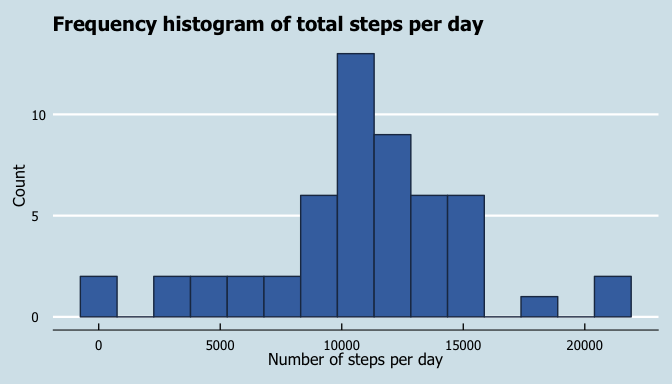 Frequency histogram of total steps per day
Count
10
5
0
0 5000 10000 15000 20000
Number of steps per day